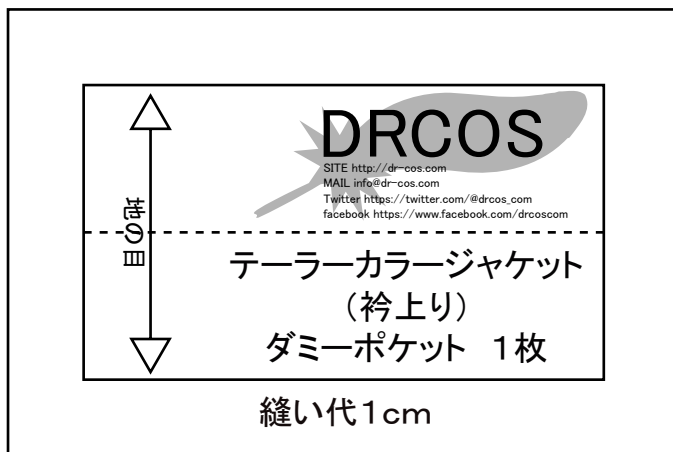 DRCOS
SITE http://dr-cos.com
MAIL info@dr-cos.com
Twitter https://twitter.com/@drcos_com
facebook https://www.facebook.com/drcoscom
地の目
テーラーカラージャケット
（衿上り）
ダミーポケット　1枚
縫い代1cm